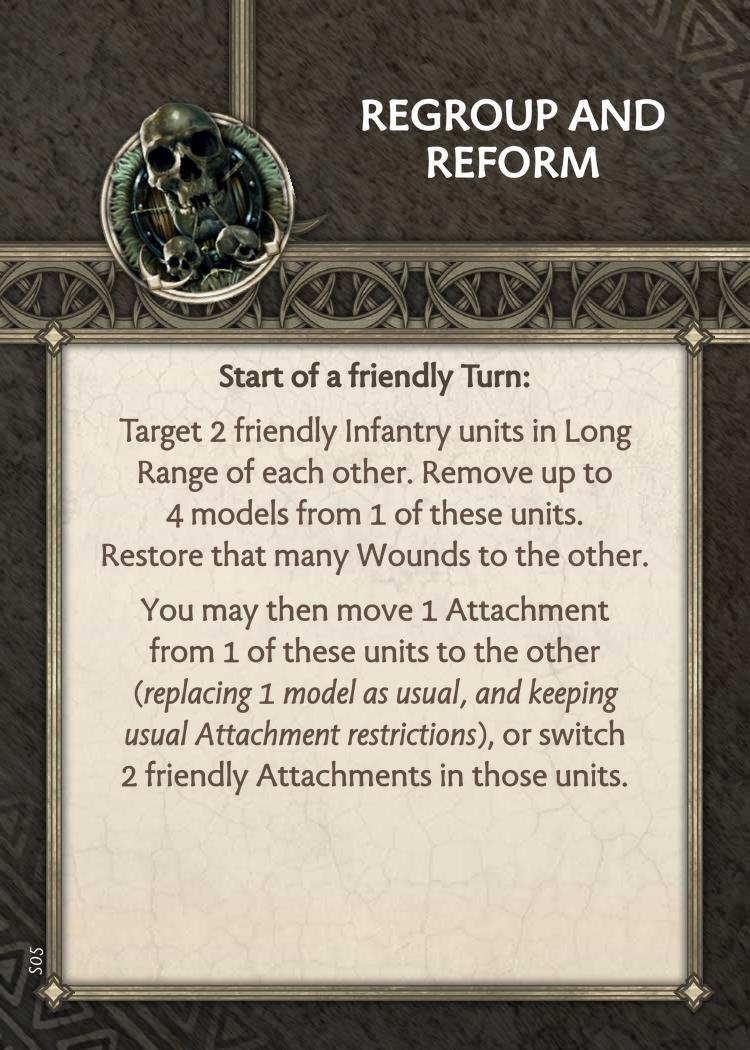 REGROUP AND
REFORM
Start of a friendly Turn:
Target 2 friendly Infantry units in Long
Range of each other. Remove up to
4 models from 1 of these units.
Restore that many Wounds to the other.
You may then move 1 Attachment
from 1 of these units to the other
(replacing 1 model as usual, and keeping
usual Attachment restrictions), or switch
2 friendly Attachments in those units.
S05